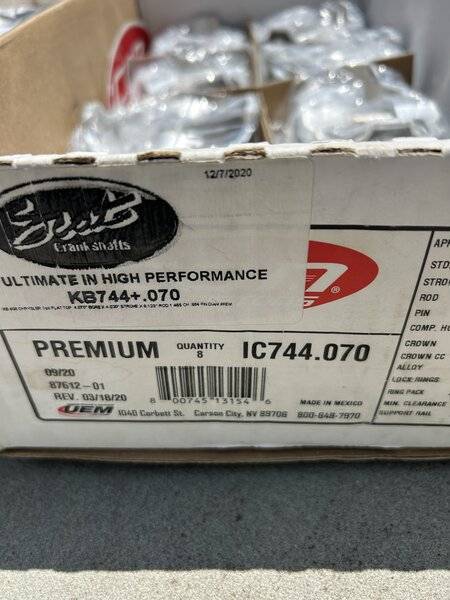 12/7/2020
Scat
Crankshafts
ULTIMATE IN HIGH PERFORMANCE
KB744+.070
PREMIUM QUANTITY 8 IC744.070
09/20
87612-01
REV. 03/18/20
8 00745 13154 6
MADE IN MEXICO
UEM 1040 Corbett St. Carson City, NV 89706 800-648-7970
STD.
ROD
PIN
COMP. H
CROWN
CROWN CC
ALLOY
LOCK RINGS
RING PACK
MIN. CLEARANCE
SUPPORT RAIL